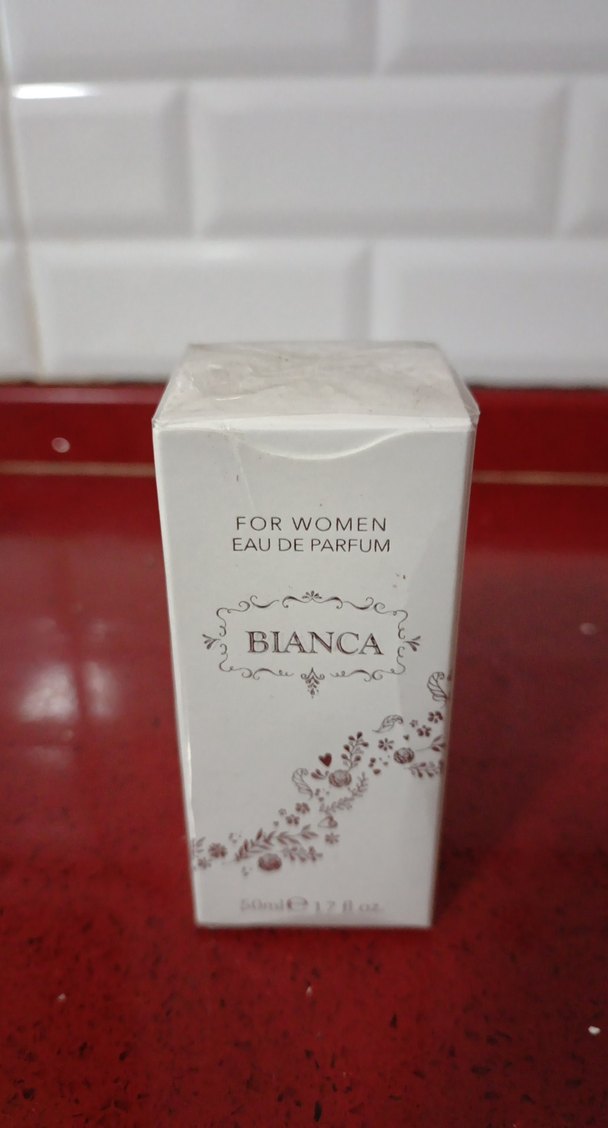 FOR WOMEN
EAU DE PARFUM
BIANCA
50ml ℮ 1.7 fl oz.